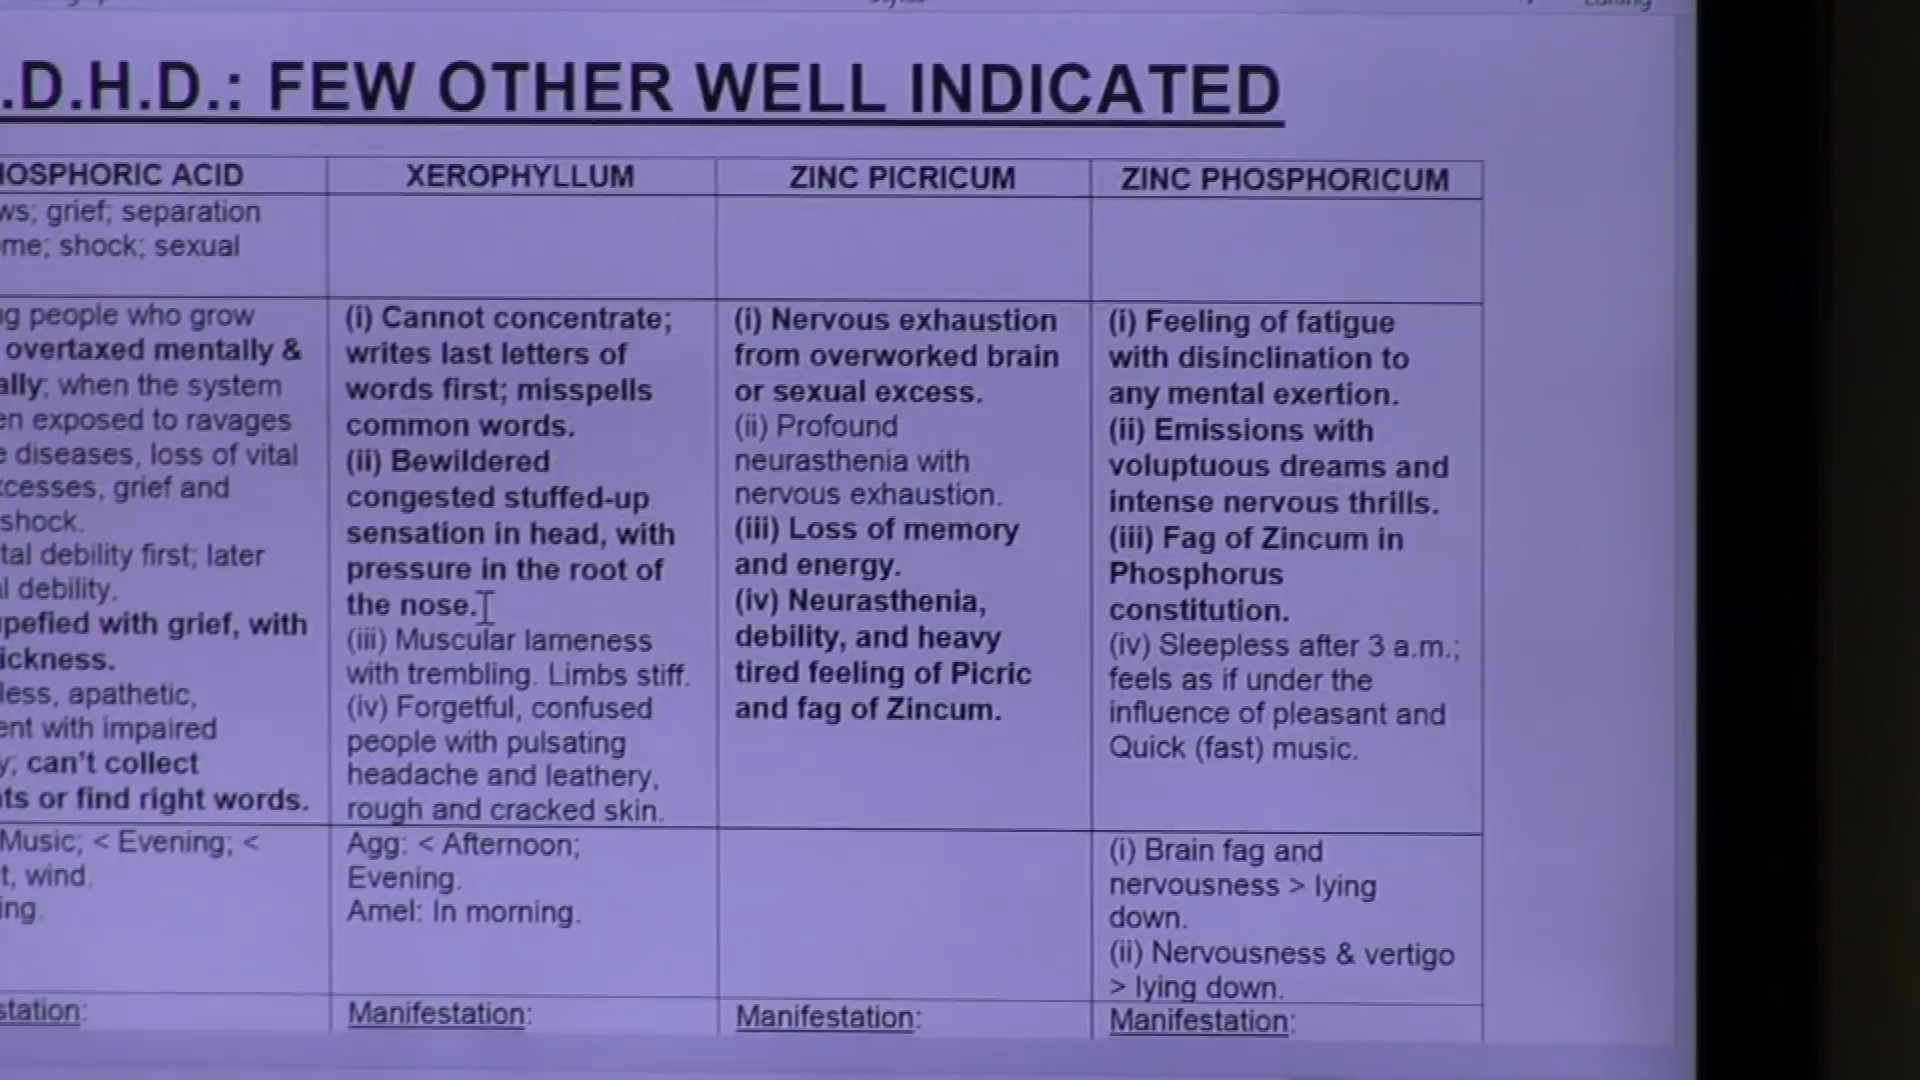 .D.H.D.: FEW OTHER WELL INDICATED
HOSPHORIC ACID
ws; grief; separation
ome; shock; sexual
ng people who grow
overtaxed mentally &
ally; when the system
en exposed to ravages
e diseases, loss of vital
xcesses, grief and
shock.
tal debility first; later
al debility.
upefied with grief, with
sickness.
less, apathetic,
ent with impaired
y; can't collect
hts or find right words.
Music; < Evening; <
t, wind.
ing.
station:
XEROPHYLLUM
(i) Cannot concentrate;
writes last letters of
words first; misspells
common words.
(ii) Bewildered
congested stuffed-up
sensation in head, with
pressure in the root of
the nose.
(iii) Muscular lameness
with trembling. Limbs stiff.
(iv) Forgetful, confused
people with pulsating
headache and leathery,
rough and cracked skin.
Agg: < Afternoon;
Evening.
Amel: In morning.
Manifestation:
ZINC PICRICUM
(i) Nervous exhaustion
from overworked brain
or sexual excess.
(ii) Profound
neurasthenia with
nervous exhaustion.
(iii) Loss of memory
and energy.
(iv) Neurasthenia,
debility, and heavy
tired feeling of Picric
and fag of Zincum.
Manifestation:
ZINC PHOSPHORICUM
(i) Feeling of fatigue
with disinclination to
any mental exertion.
(ii) Emissions with
voluptuous dreams and
intense nervous thrills.
(iii) Fag of Zincum in
Phosphorus
constitution.
(iv) Sleepless after 3 a.m.;
feels as if under the
influence of pleasant and
Quick (fast) music.
(i) Brain fag and
nervousness > lying
down.
(ii) Nervousness & vertigo
> lying down.
Manifestation: